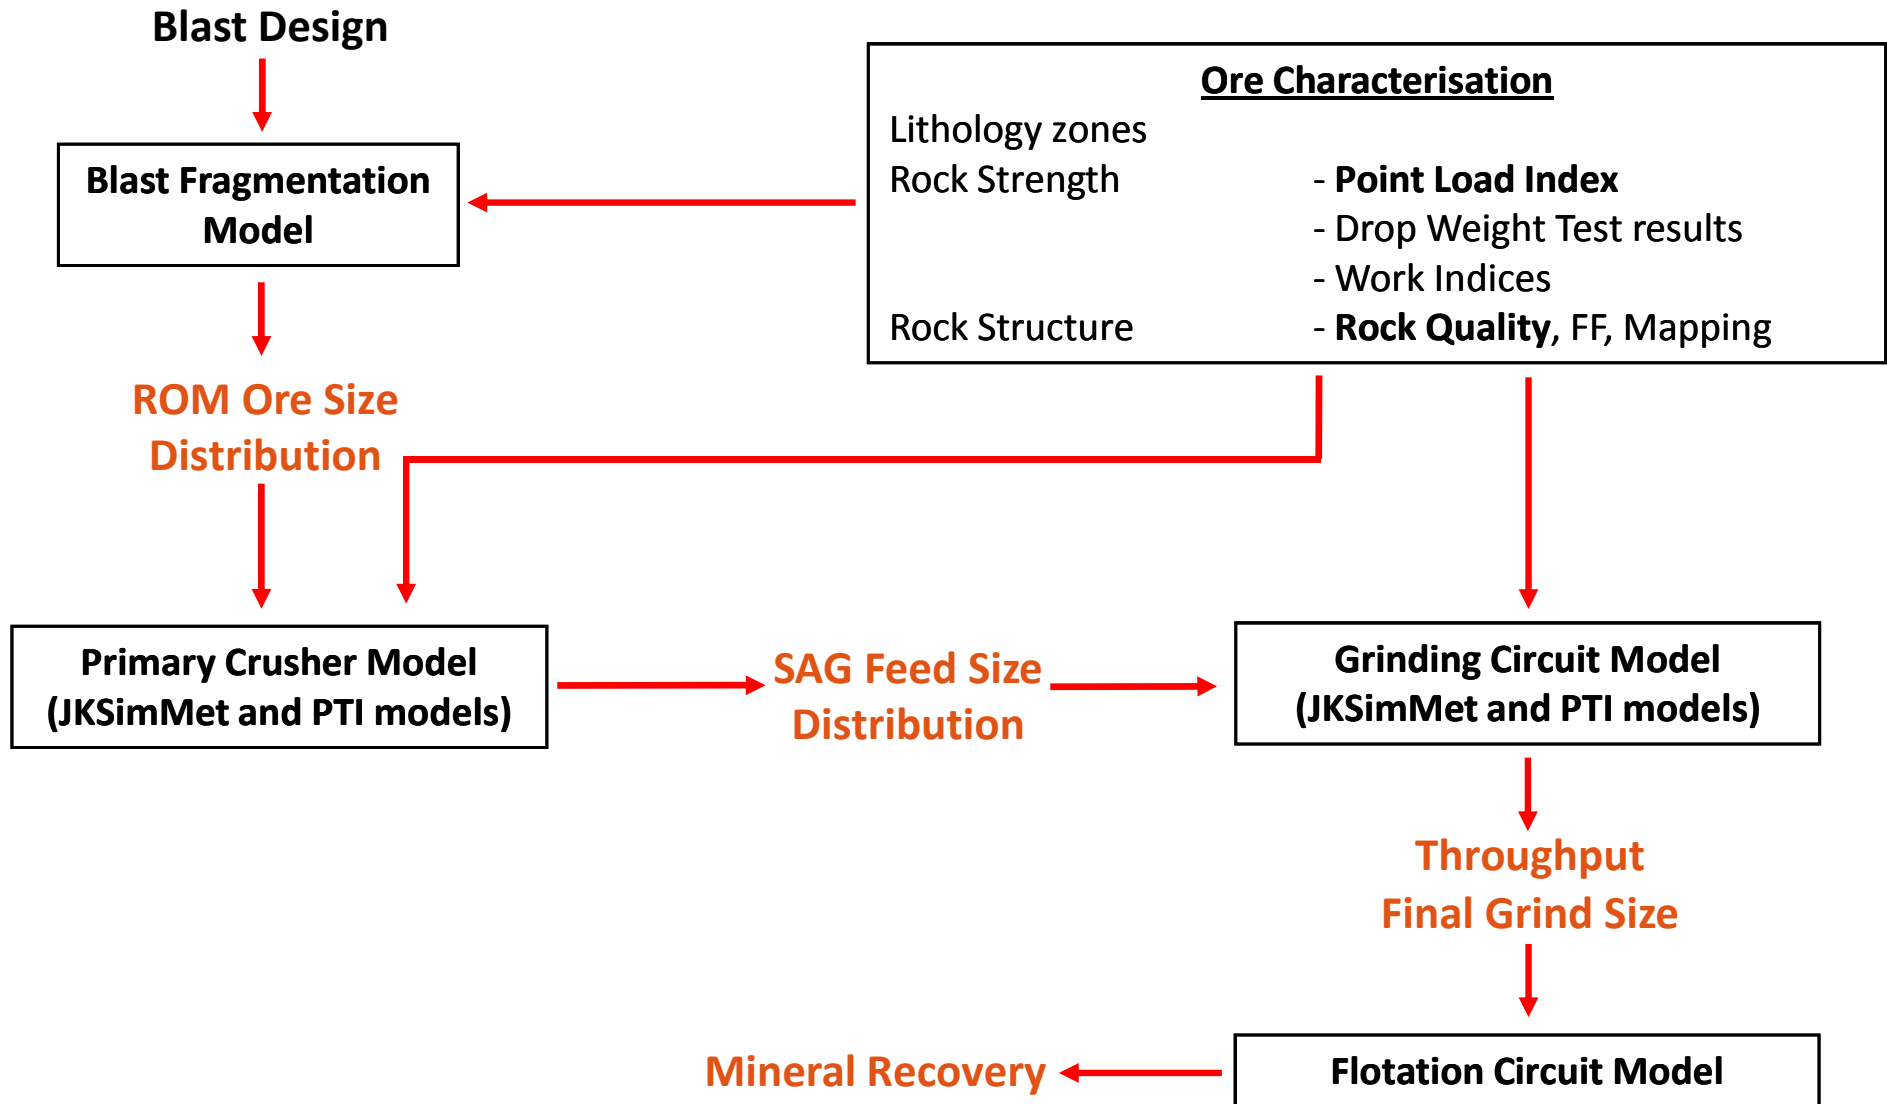 Blast Design
Ore Characterisation
Lithology zones
Rock Strength - Point Load Index
- Drop Weight Test results
- Work Indices
Rock Structure - Rock Quality, FF, Mapping
Blast Fragmentation
Model
ROM Ore Size
Distribution
Primary Crusher Model
(JKSimMet and PTI models)
SAG Feed Size
Distribution
Grinding Circuit Model
(JKSimMet and PTI models)
Throughput
Final Grind Size
Flotation Circuit Model
Mineral Recovery